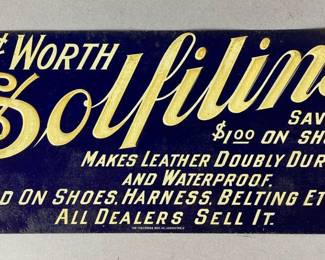 ¢ WORTH
Solfilin
SAV
$1.00 ON SH
MAKES LEATHER DOUBLY DUR
AND WATERPROOF.
D ON SHOES, HARNESS, BELTING ET
ALL DEALERS SELL IT.